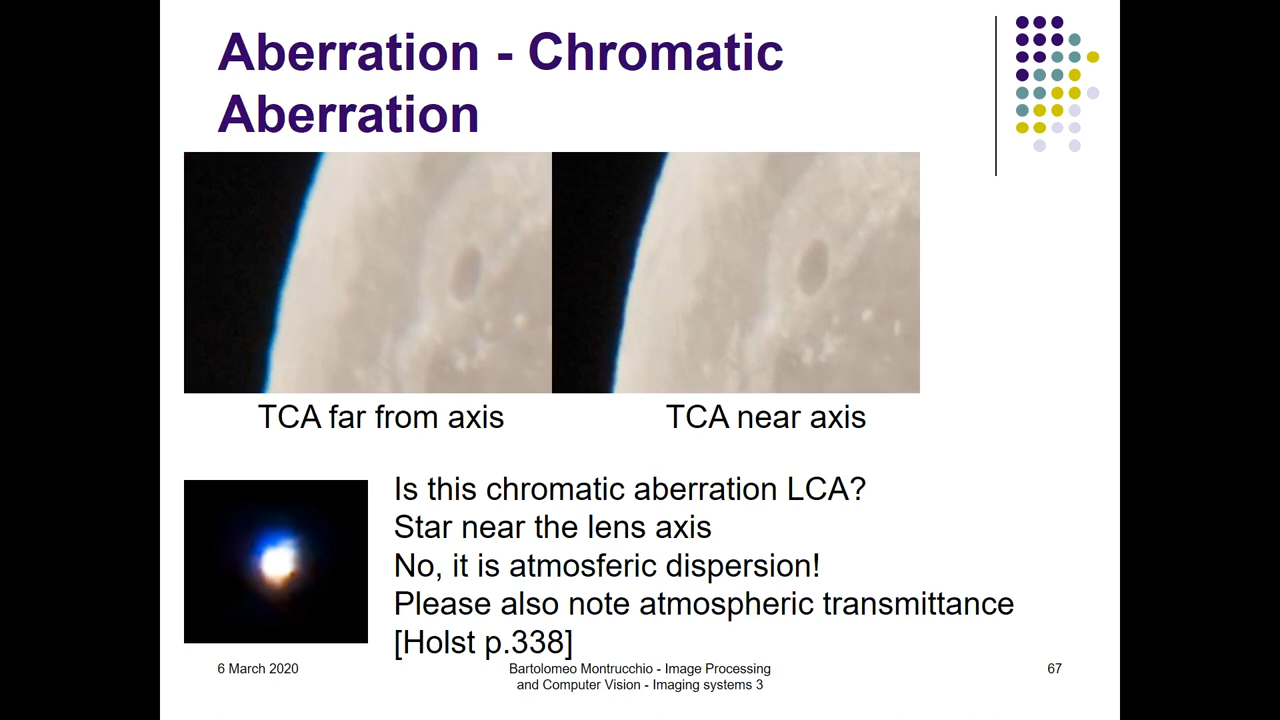 Aberration - Chromatic
Aberration
TCA far from axis
TCA near axis
Is this chromatic aberration LCA?
Star near the lens axis
No, it is atmosferic dispersion!
Please also note atmospheric transmittance
[Holst p.338]
6 March 2020
Bartolomeo Montrucchio - Image Processing
and Computer Vision - Imaging systems 3
67